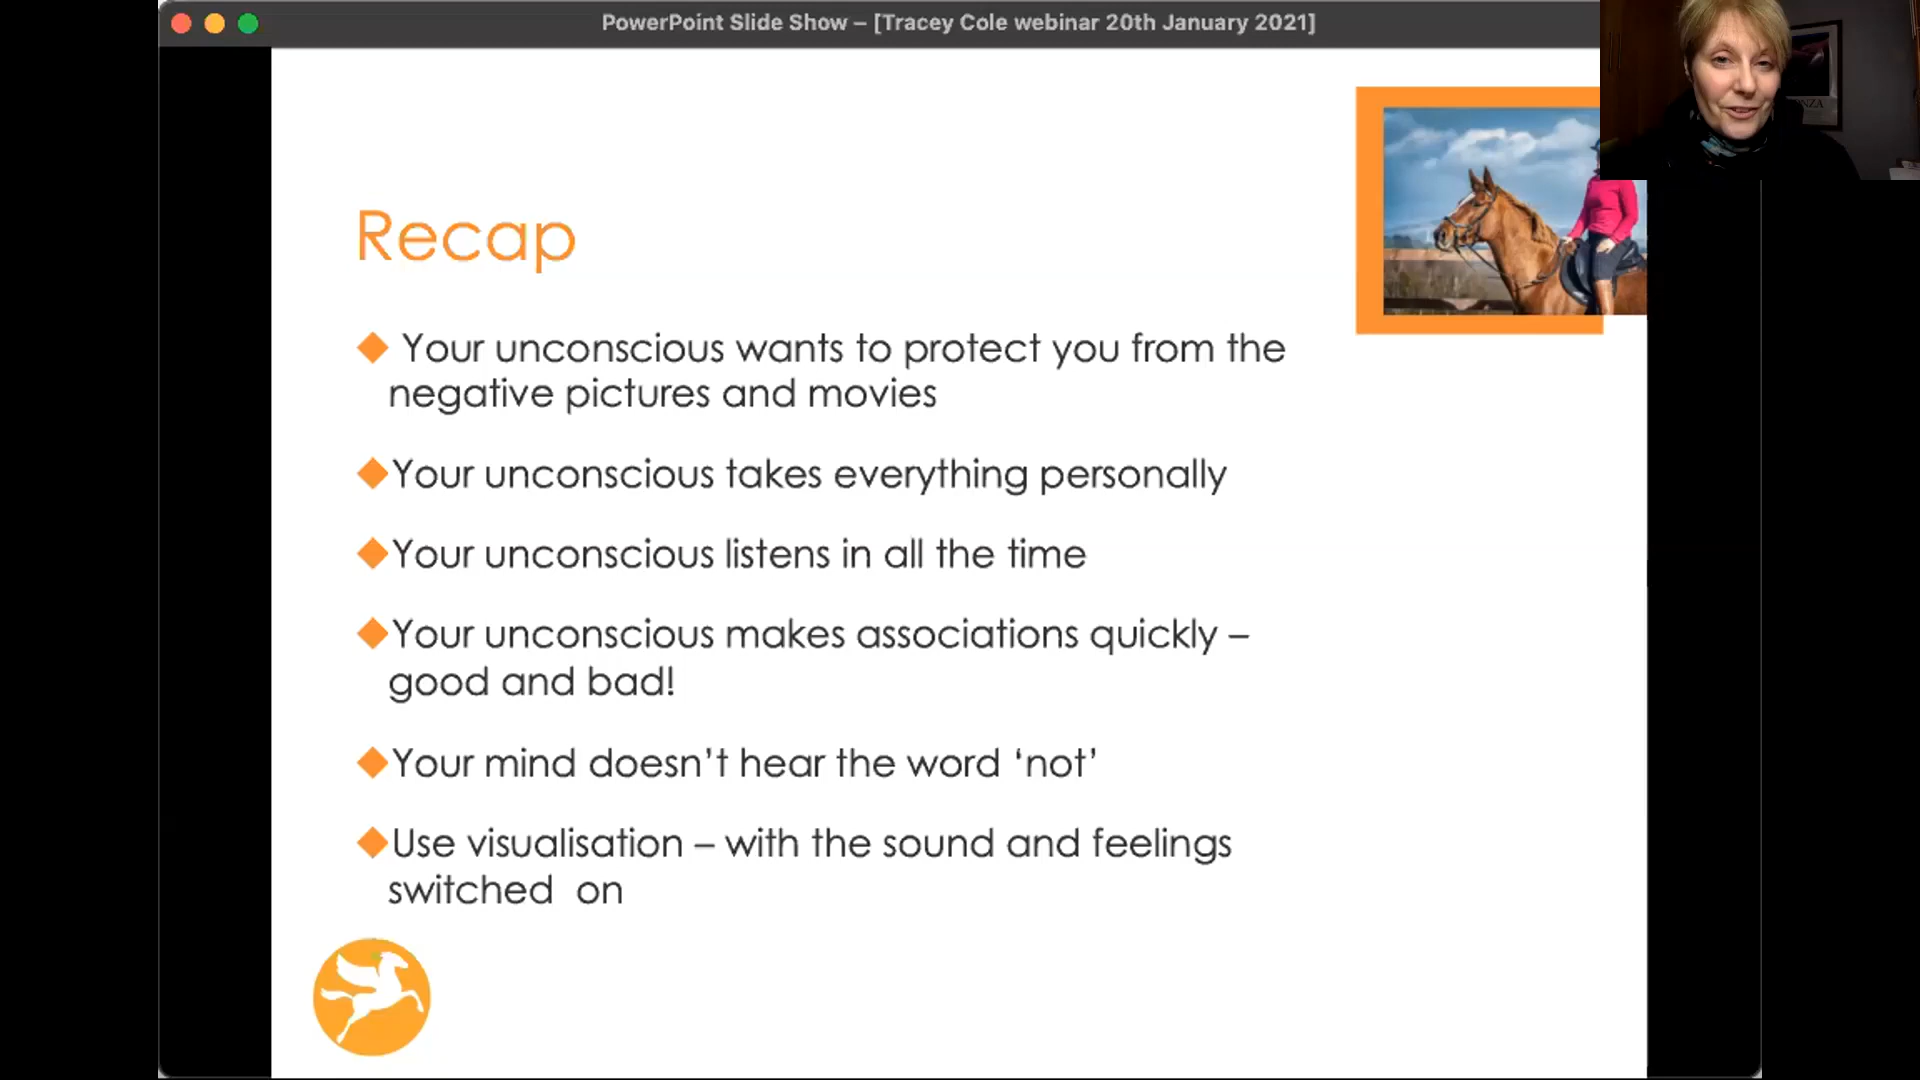 PowerPoint Slide Show – [Tracey Cole webinar 20th January 2021]
Recap
Your unconscious wants to protect you from the
negative pictures and movies
Your unconscious takes everything personally
Your unconscious listens in all the time
Your unconscious makes associations quickly –
good and bad!
Your mind doesn’t hear the word ‘not’
Use visualisation – with the sound and feelings
switched  on